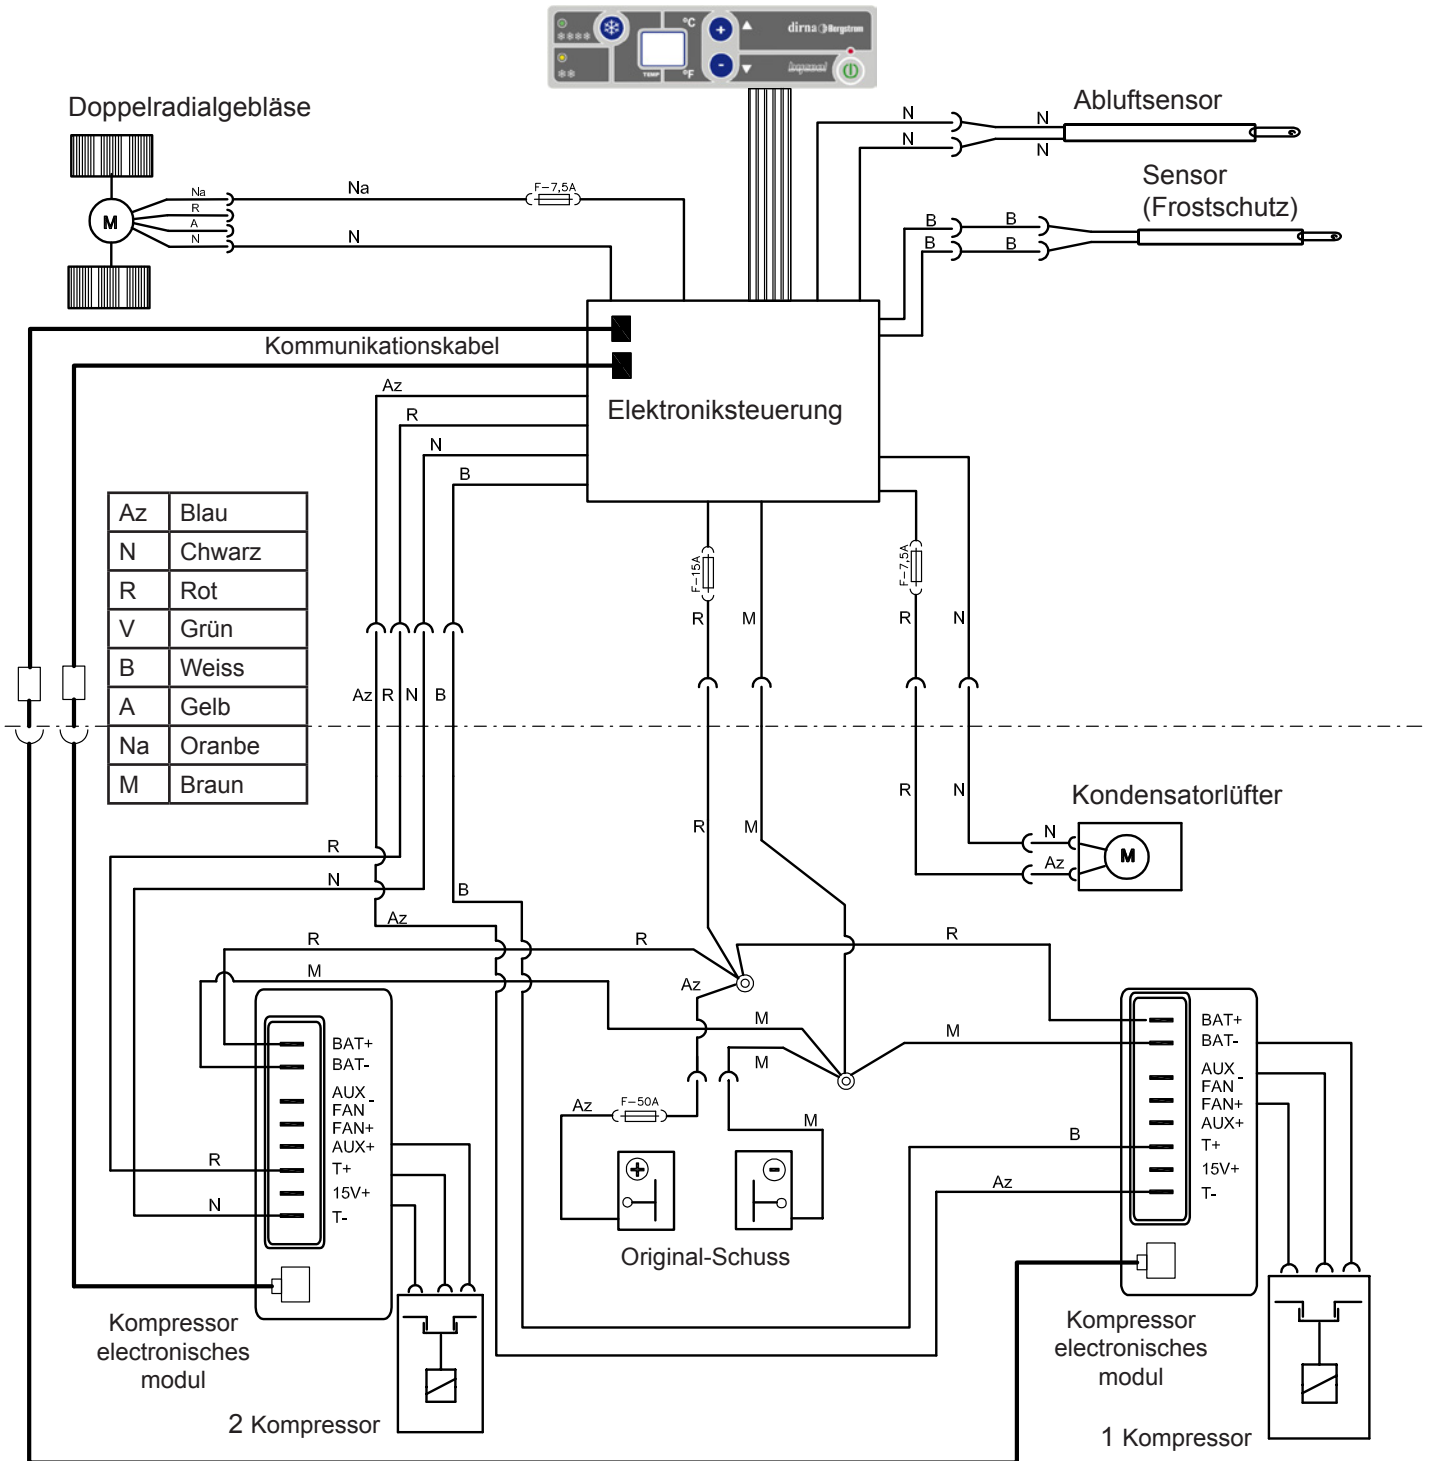 °C
°F
TEMP
dirna Bergstrom
Doppelradialgebläse
Abluftsensor
Sensor
(Frostschutz)
N
N
N
N
B
B
B
B
Na
R
A
N
Na
N
F-7,5A
M
Kommunikationskabel
Elektroniksteuerung
Az
R
N
B
Az Blau
N Chwarz
R Rot
V Grün
B Weiss
A Gelb
Na Oranbe
M Braun
F-15A
F-7,5A
R
M
R
N
Az
R
N
B
R
M
R
N
Kondensatorlüfter
N
Az
M
R
N
B
Az
R
R
R
M
Az
M
M
M
Az
F-50A
M
B
Az
R
N
BAT+
BAT-
AUX
FAN -
FAN+
AUX+
T+
15V+
T-
BAT+
BAT-
AUX
FAN -
FAN+
AUX+
T+
15V+
T-
Original-Schuss
Kompressor
electronisches
modul
2 Kompressor
Kompressor
electronisches
modul
1 Kompressor